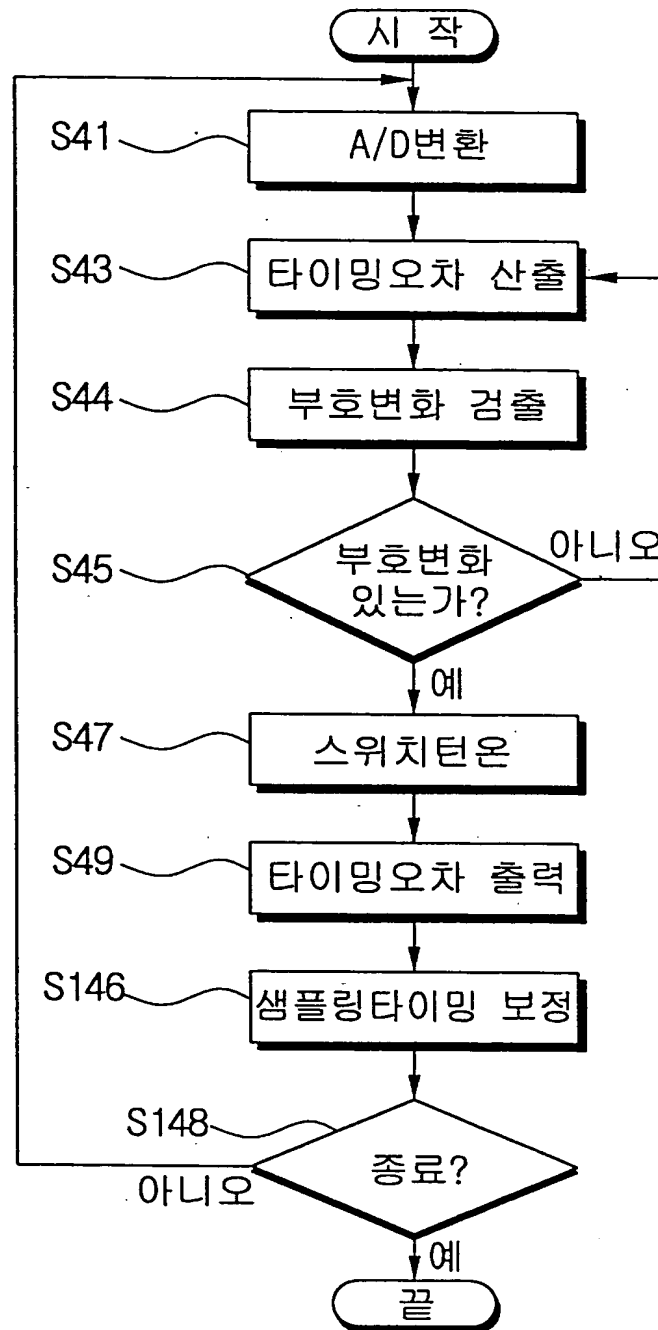 시 작
S41
A/D변환
S43
타이밍오차 산출
S44
부호변화 검출
S45
부호변화
있는가?
아니오
예
S47
스위치턴온
S49
타이밍오차 출력
S146
샘플링타이밍 보정
S148
종료?
아니오
예
끝